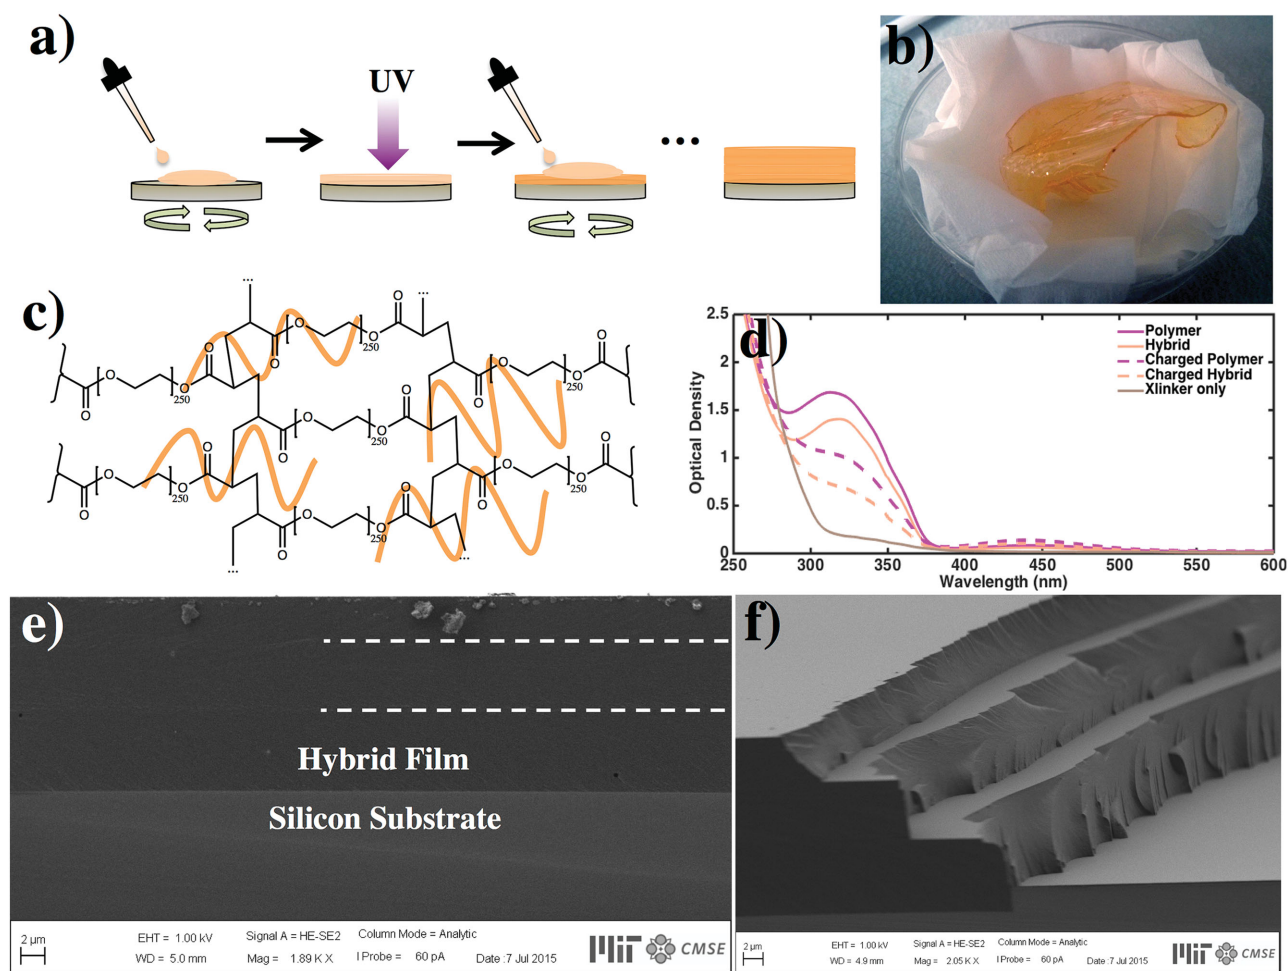 a)
UV
...
b)
c)
...
...
O
O
O
O
O
250
O
O
O
O
O
O
250
O
O
O
O
250
O
O
O
O
O
250
O
O
O
O
O
250
O
O
O
O
250
O
O
O
O
250
O
O
...
...
d)
2.5
2
1.5
1
0.5
0
Optical Density
Polymer
Hybrid
Charged Polymer
Charged Hybrid
Xlinker only
250
300
350
400
450
500
550
600
Wavelength (nm)
e)
Hybrid Film
Silicon Substrate
2 µm
EHT = 1.00 kV
WD = 5.0 mm
Signal A = HE-SE2
Mag = 1.89 K X
Column Mode = Analytic
I Probe = 60 pA
Date :7 Jul 2015
MIT
CMSE
f)
2 µm
EHT = 1.00 kV
WD = 4.9 mm
Signal A = HE-SE2
Mag = 2.05 K X
Column Mode = Analytic
I Probe = 60 pA
Date :7 Jul 2015
MIT
CMSE